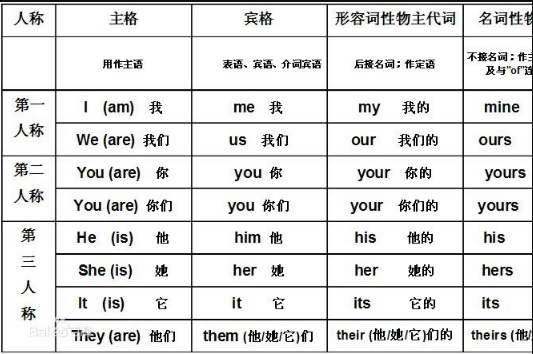 人称 主格 宾格 形容词性物主代词 名词性物
用作主语 表语、宾语、介词宾语 后接名词；作定语 不接名词；作主
及与"of"连
第一人称 I (am) 我 me 我 my 我的 mine
We (are) 我们 us 我们 our 我们的 ours
第二人称 You (are) 你 you 你 your 你的 yours
You (are) 你们 you 你们 your 你们的 yours
第三人称 He (is) 他 him 他 his 他的 his
She (is) 她 her 她 her 她的 hers
It (is) 它 it 它 its 它的 its
They (are) 他们 them (他/她/它)们 their (他/她/它)们的 theirs (他/